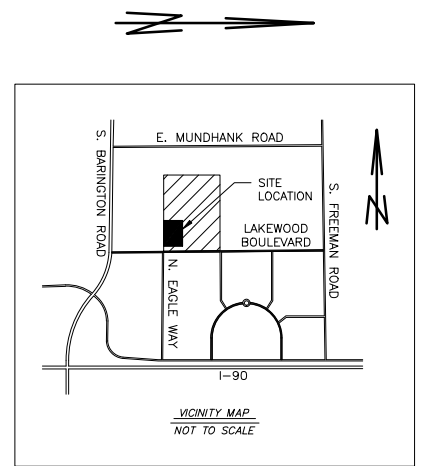 N
E. MUNDHANK ROAD
S. BARINGTON ROAD
SITE
LOCATION
LAKEWOOD
BOULEVARD
S. FREEMAN ROAD
N
N. EAGLE WAY
I-90
VICINITY MAP
NOT TO SCALE